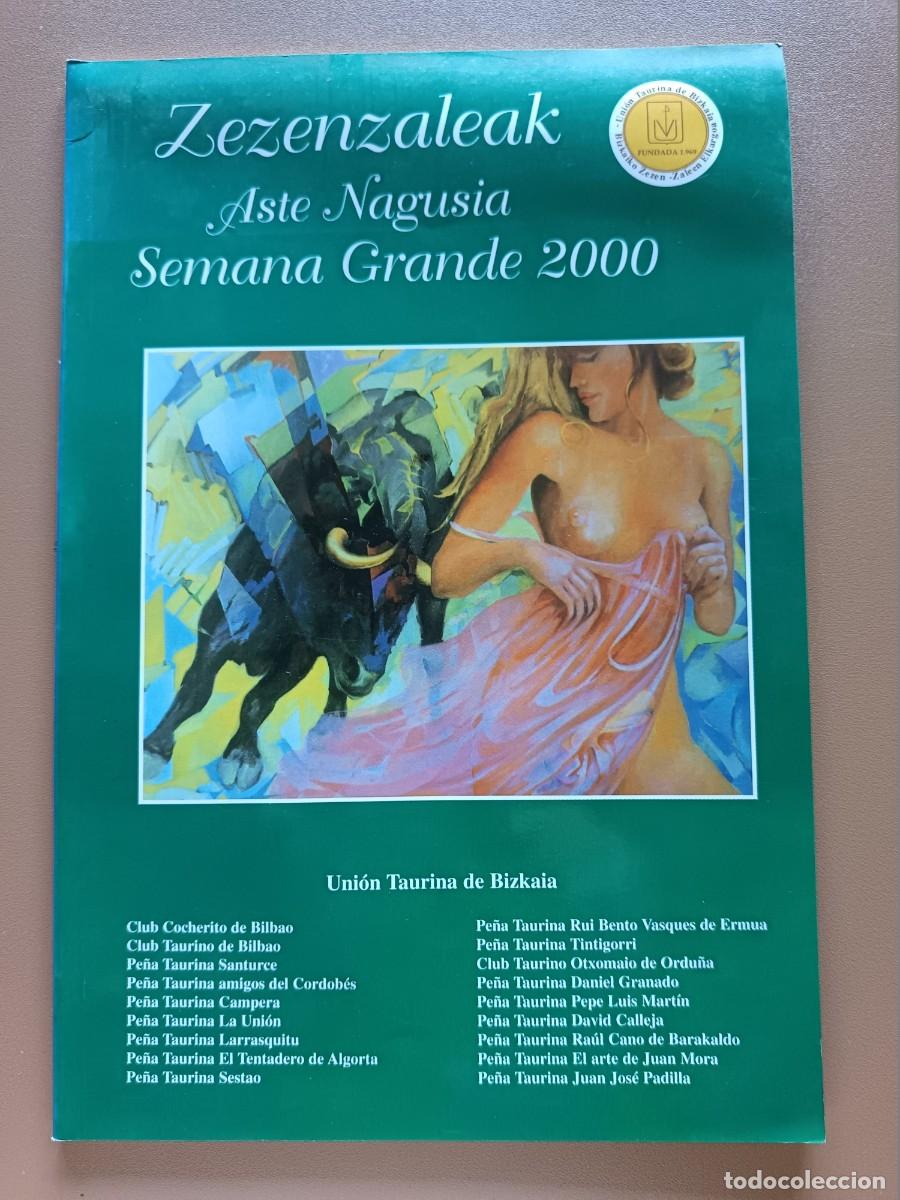 Zezenzaleak
Aste Nagusia
Semana Grande 2000
- Unión Taurina de Bizkaia
FUNDADA 1.969
Bizkaiko Zezen - Zaleen Elkargoa
Unión Taurina de Bizkaia
Club Cocherito de Bilbao
Club Taurino de Bilbao
Peña Taurina Santurce
Peña Taurina amigos del Cordobés
Peña Taurina Campera
Peña Taurina La Unión
Peña Taurina Larrasquitu
Peña Taurina El Tentadero de Algorta
Peña Taurina Sestao
Peña Taurina Rui Bento Vasques de Ermua
Peña Taurina Tintigorri
Club Taurino Otxomaio de Orduña
Peña Taurina Daniel Granado
Peña Taurina Pepe Luis Martín
Peña Taurina David Calleja
Peña Taurina Raúl Cano de Barakaldo
Peña Taurina El arte de Juan Mora
Peña Taurina Juan José Padilla
todocoleccion